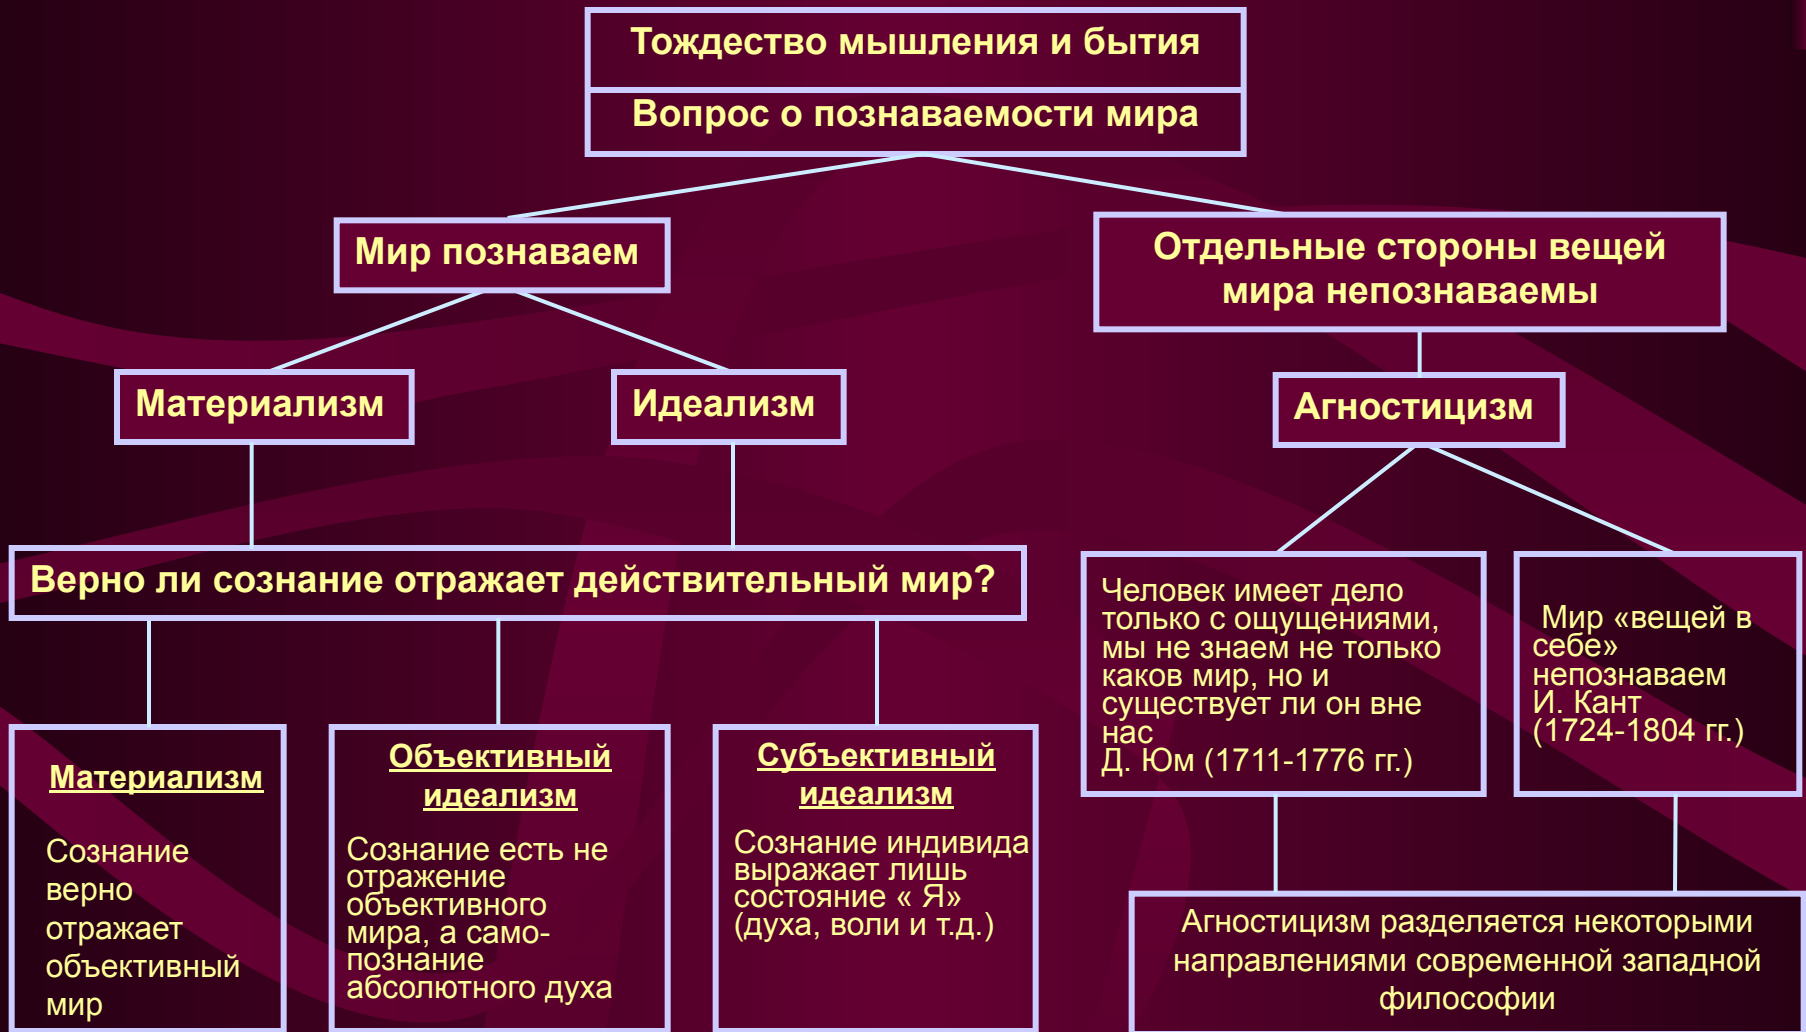 Тождество мышления и бытия
Вопрос о познаваемости мира
Мир познаваем
Отдельные стороны вещей
мира непознаваемы
Материализм
Идеализм
Агностицизм
Верно ли сознание отражает действительный мир?
Человек имеет дело
только с ощущениями,
мы не знаем не только
каков мир, но и
существует ли он вне
нас
Д. Юм (1711-1776 гг.)
Мир «вещей в
себе»
непознаваем
И. Кант
(1724-1804 гг.)
Материализм
Сознание
верно
отражает
объективный
мир
Объективный
идеализм
Сознание есть не
отражение
объективного
мира, а само-
познание
абсолютного духа
Субъективный
идеализм
Сознание индивида
выражает лишь
состояние « Я»
(духа, воли и т.д.)
Агностицизм разделяется некоторыми
направлениями современной западной
философии